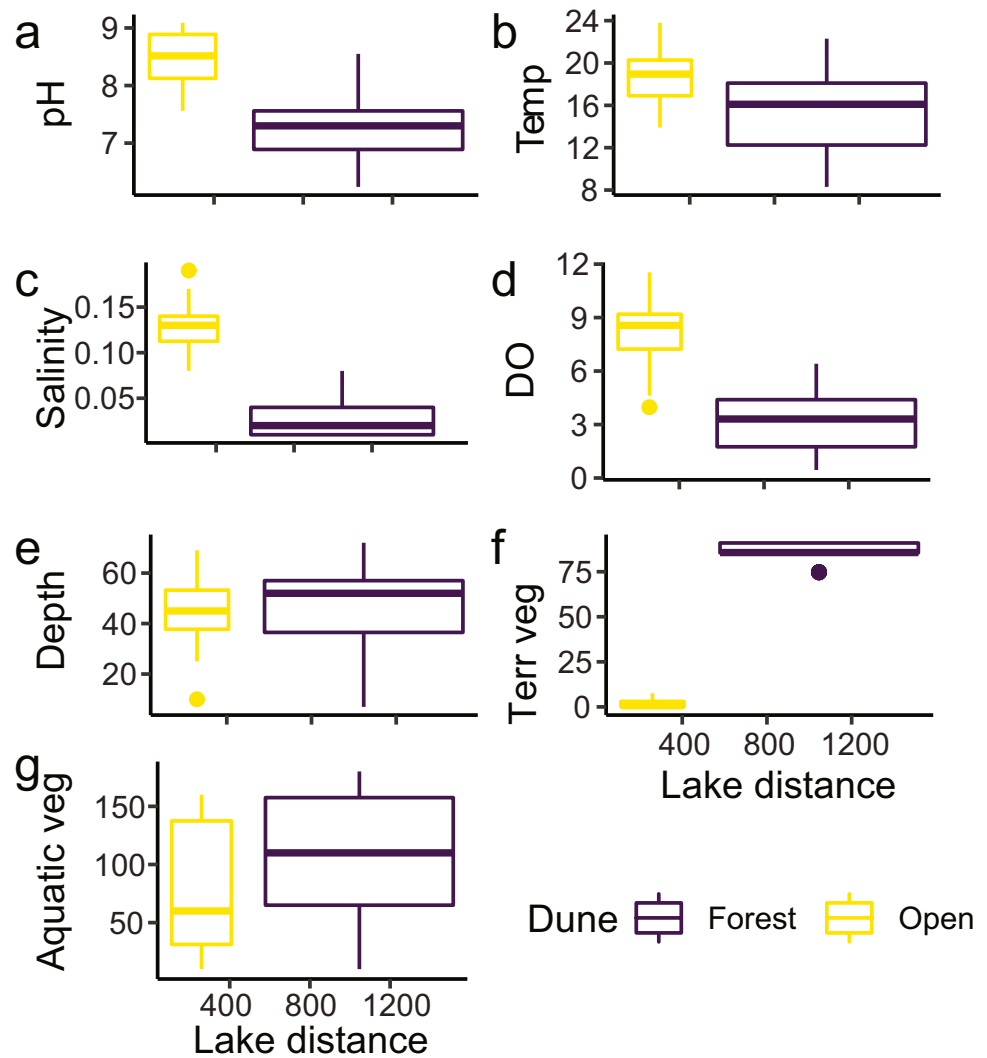 a
pH
9
8
7
b
Temp
24
20
16
12
8
c
Salinity
0.15
0.10
0.05
d
DO
12
9
6
3
0
e
Depth
60
40
20
f
Terr veg
75
50
25
0
400 800 1200
Lake distance
g
Aquatic veg
150
100
50
400 800 1200
Lake distance
Dune Forest Open